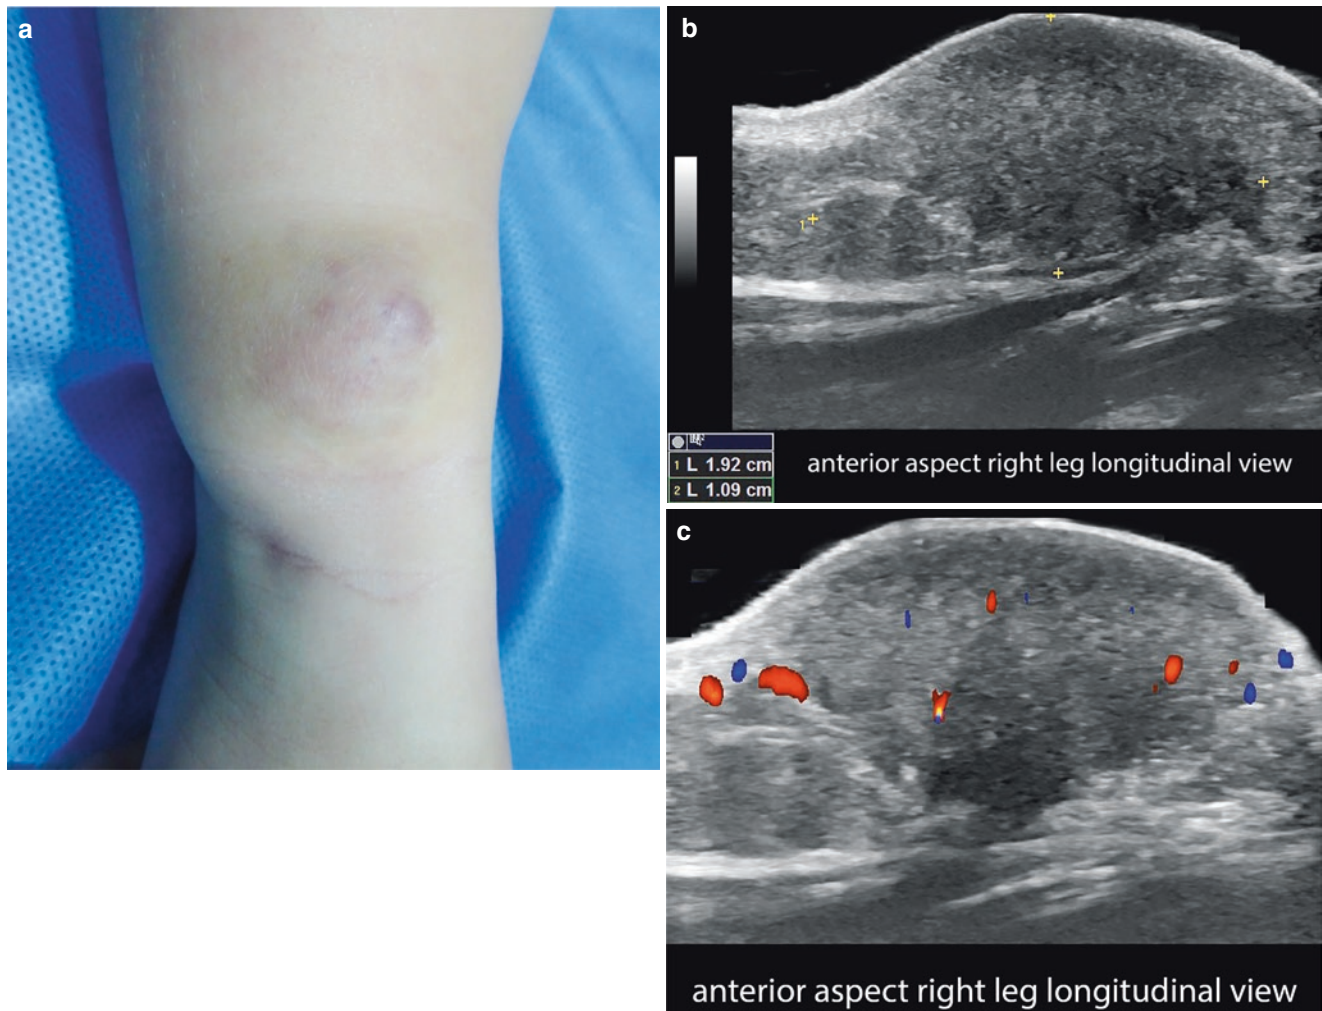 a
b
1
1 L 1.92 cm
2 L 1.09 cm
anterior aspect right leg longitudinal view
c
anterior aspect right leg longitudinal view